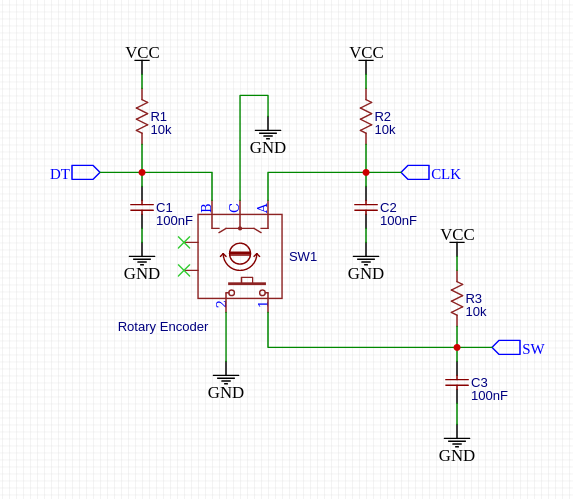 VCC
VCC
R1
10k
R2
10k
GND
DT
CLK
B
C
A
C1
100nF
C2
100nF
VCC
GND
SW1
GND
R3
10k
2
1
Rotary Encoder
SW
C3
100nF
GND
GND